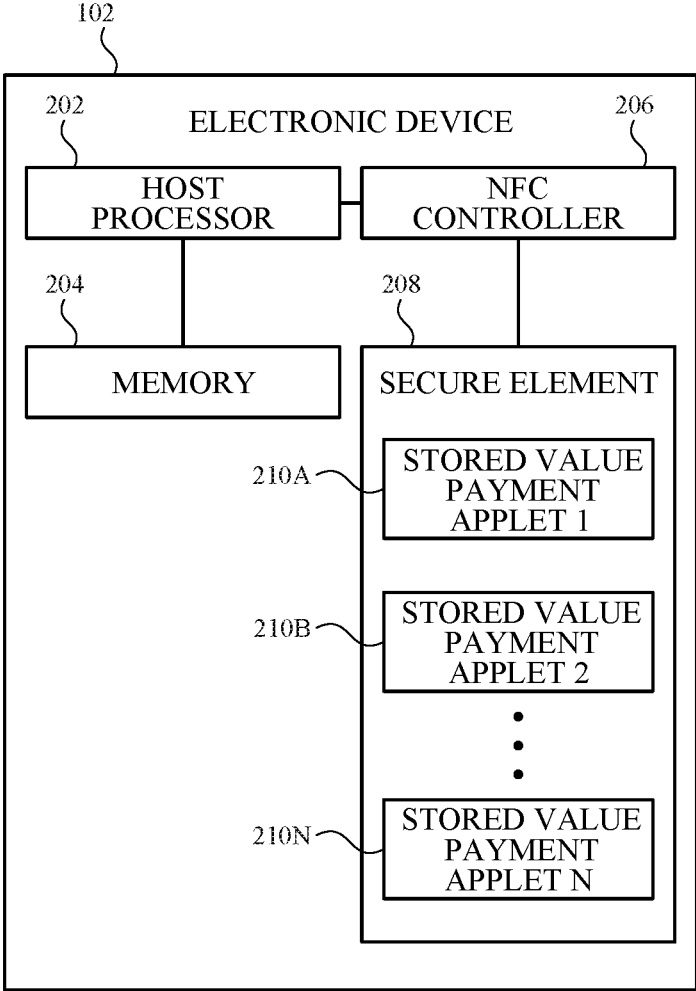 102
ELECTRONIC DEVICE
202
206
HOST
PROCESSOR
NFC
CONTROLLER
204
208
MEMORY
SECURE ELEMENT
210A
STORED VALUE
PAYMENT
APPLET 1
210B
STORED VALUE
PAYMENT
APPLET 2
210N
STORED VALUE
PAYMENT
APPLET N